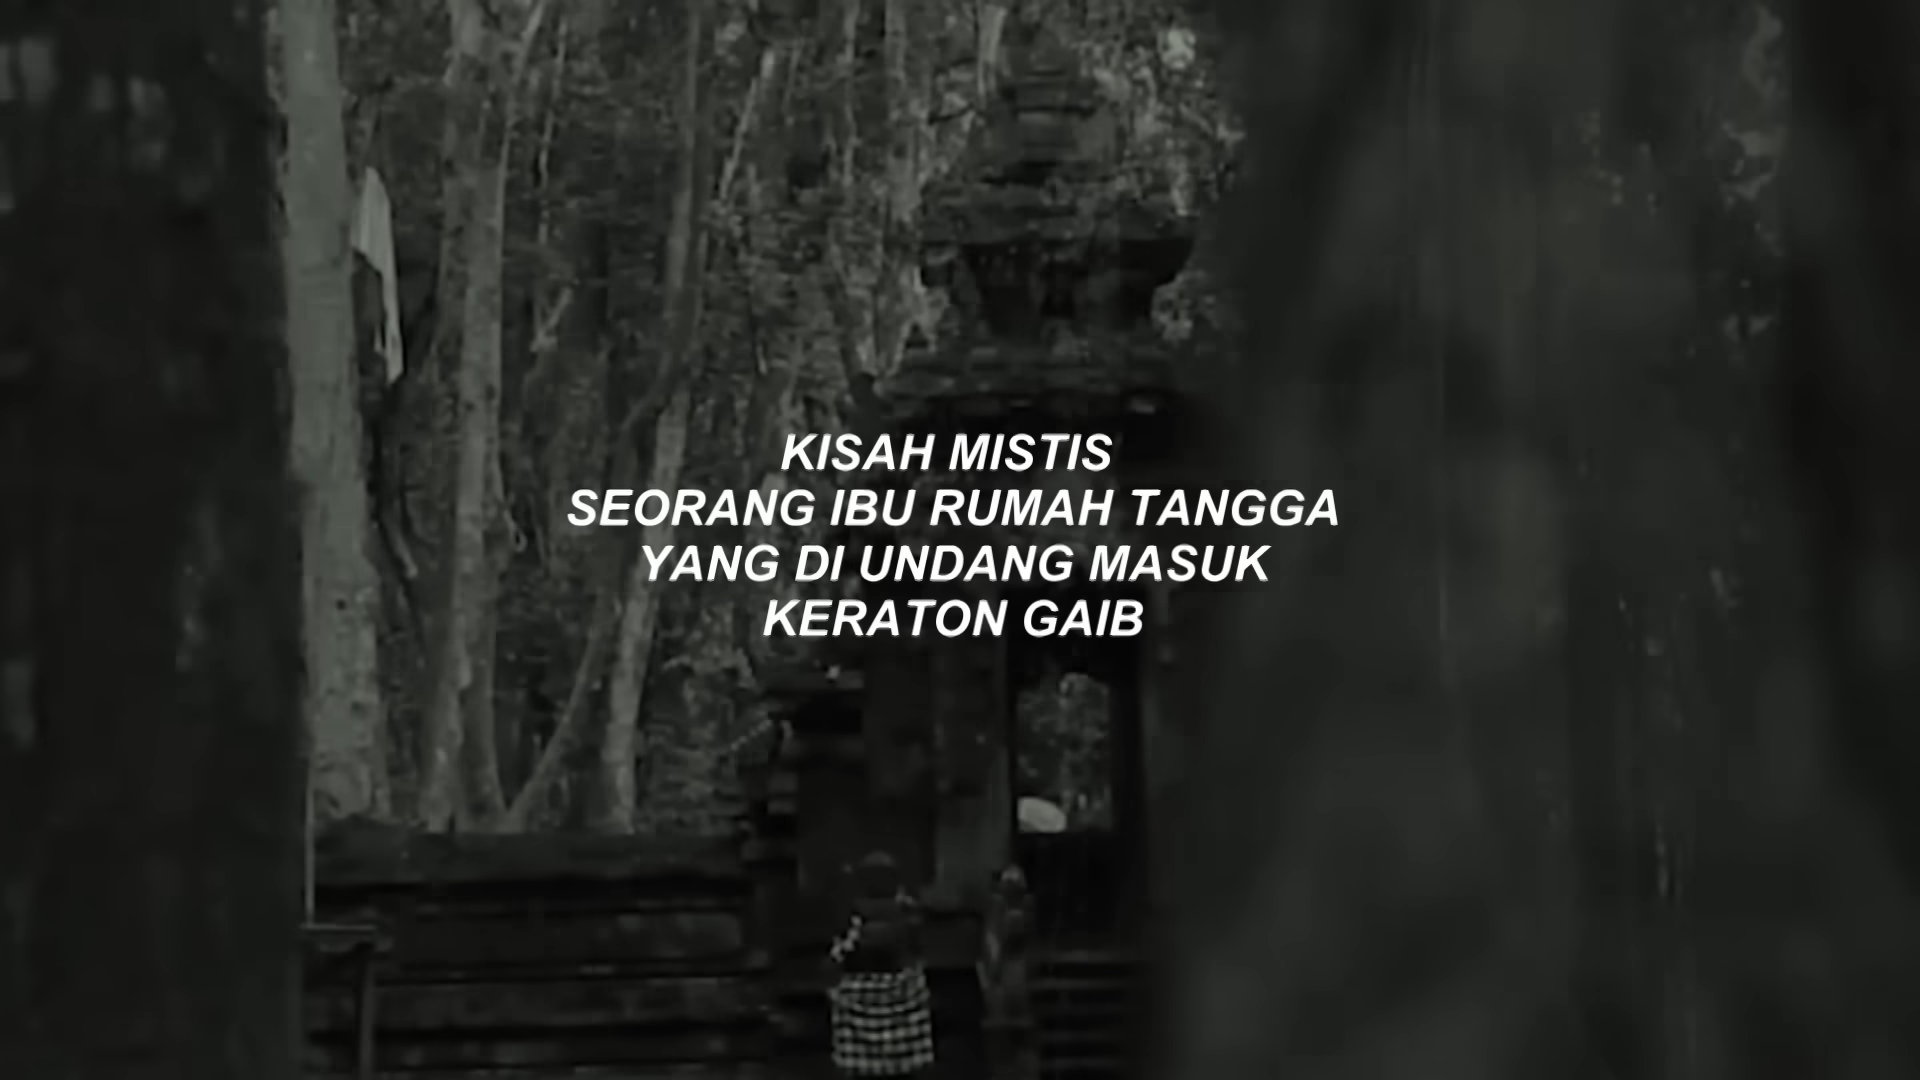 KISAH MISTIS
SEORANG IBU RUMAH TANGGA
YANG DI UNDANG MASUK
KERATON GAIB